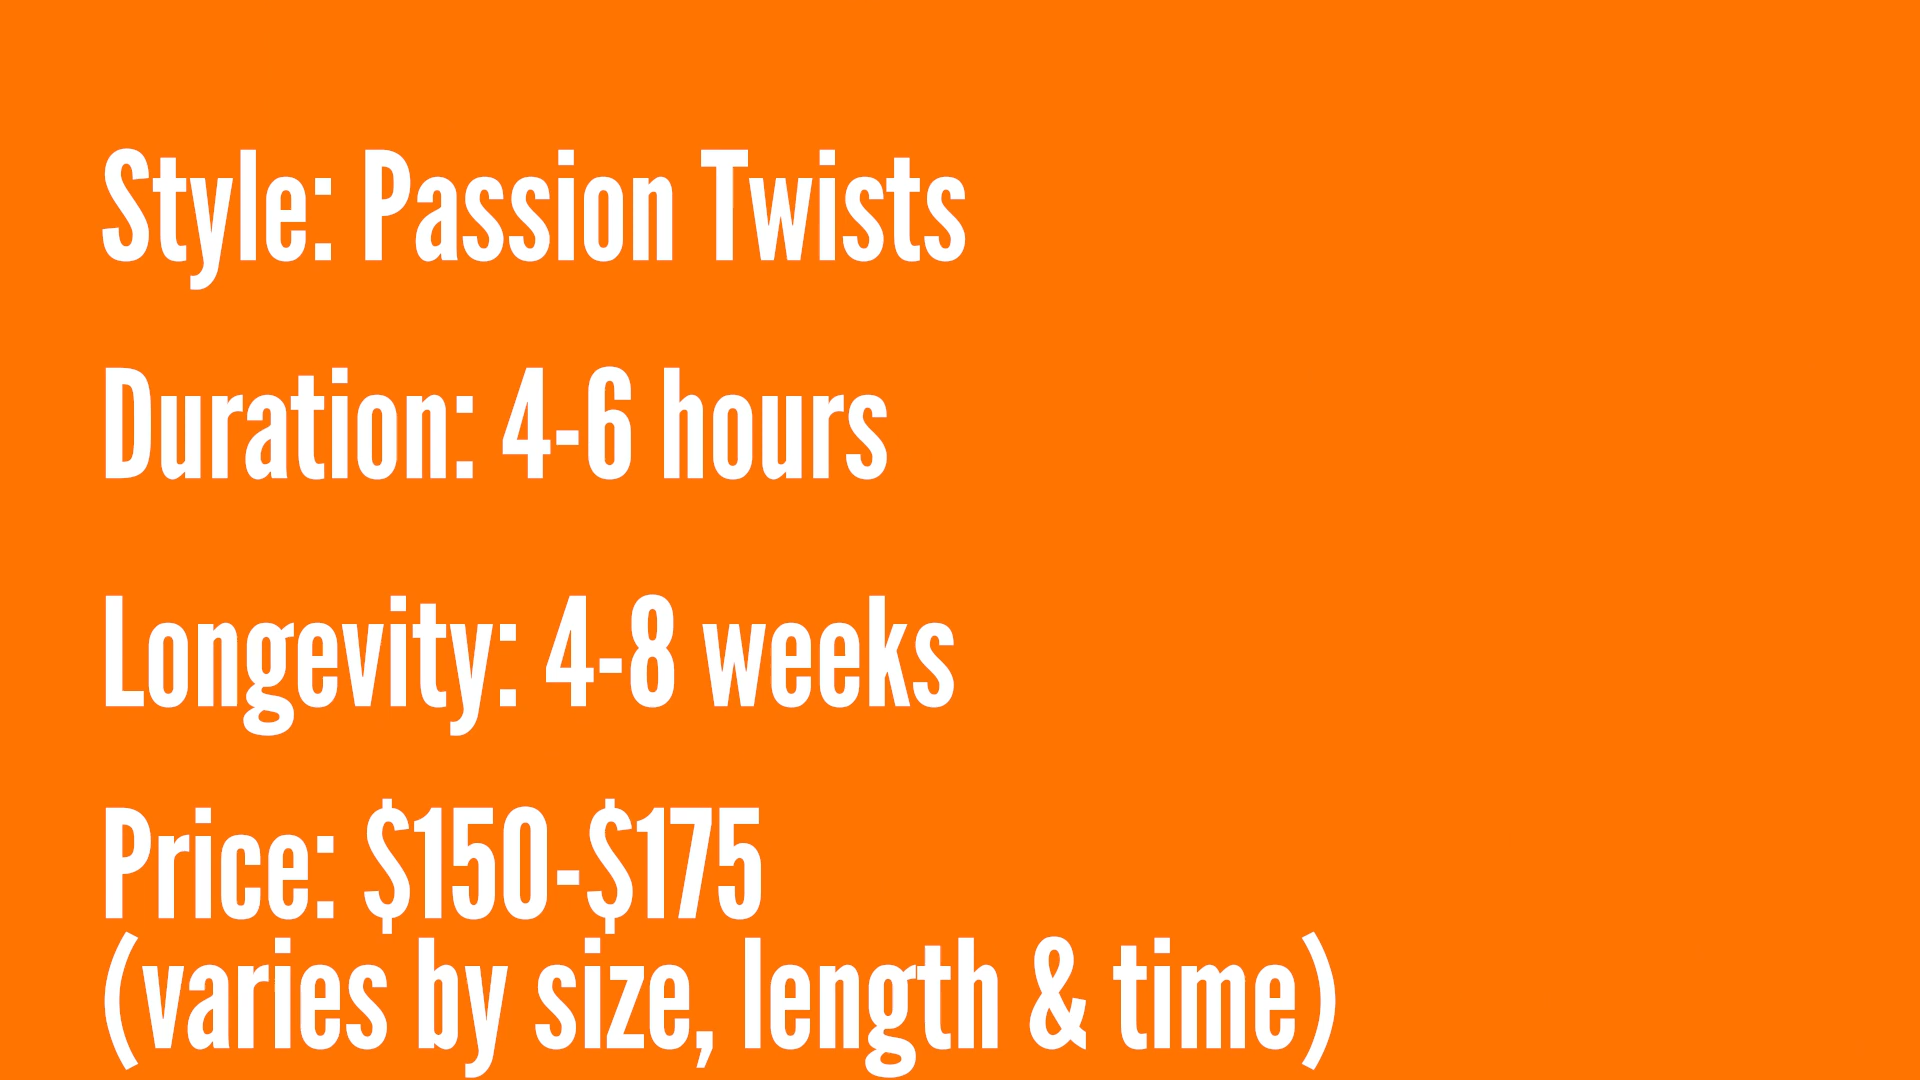 Style: Passion Twists
Duration: 4-6 hours
Longevity: 4-8 weeks
Price: $150-$175
(varies by size, length & time)